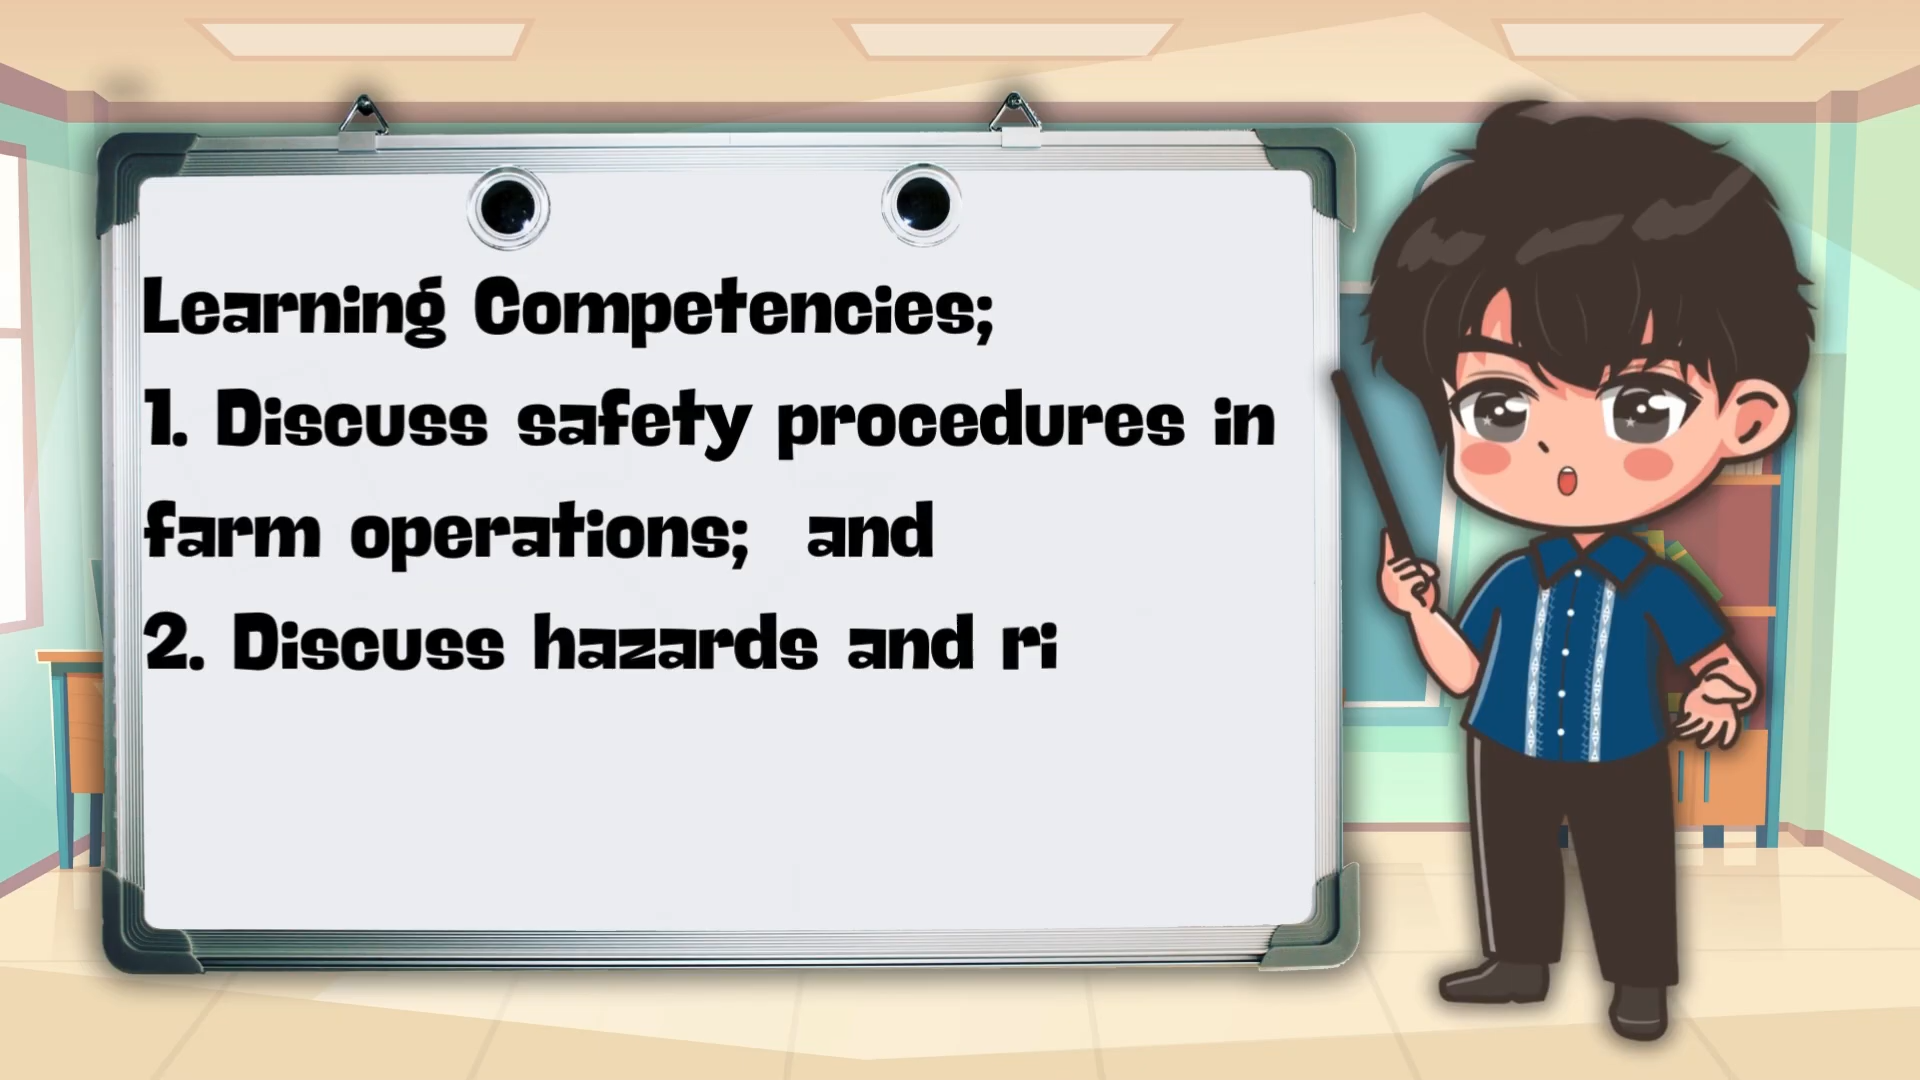 Learning Competencies;
1. Discuss safety procedures in
farm operations;  and
2. Discuss hazards and ri